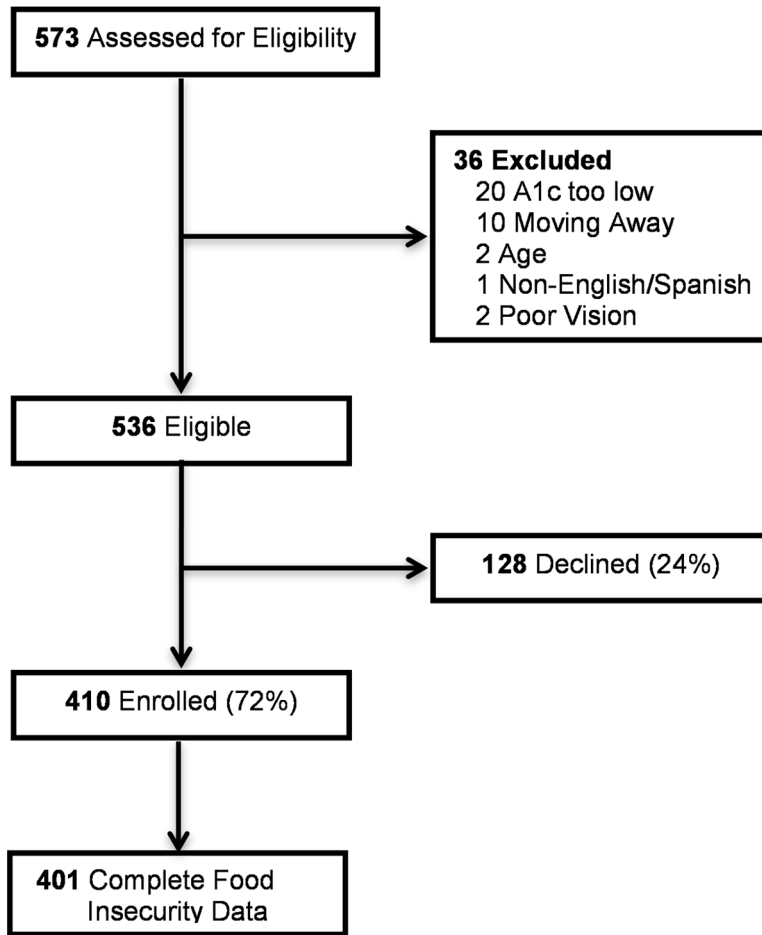 573 Assessed for Eligibility
36 Excluded
20 A1c too low
10 Moving Away
2 Age
1 Non-English/Spanish
2 Poor Vision
536 Eligible
128 Declined (24%)
410 Enrolled (72%)
401 Complete Food
Insecurity Data